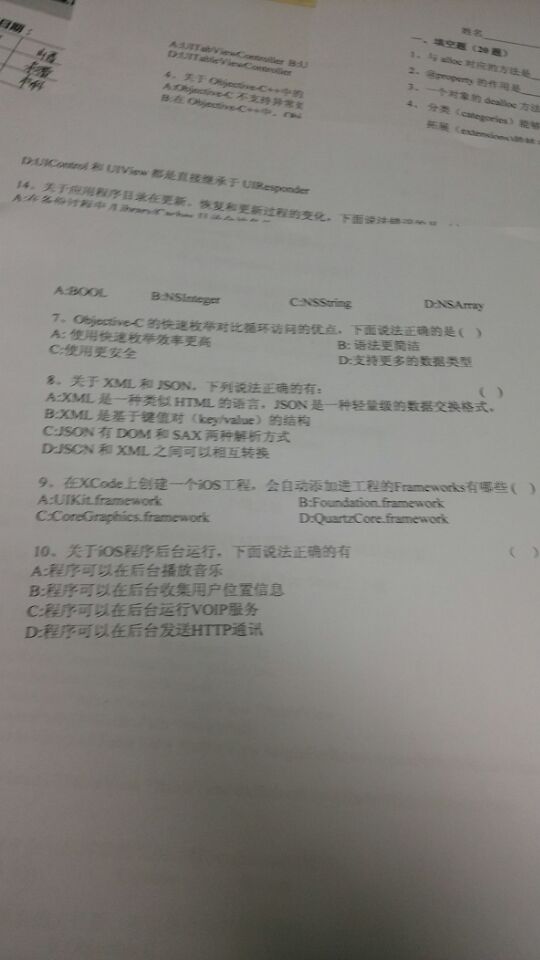 日期：
姓名
一、填空题（20 题）
1、与 alloc 对应的方法是
2、@property 的作用是
3、一个对象的 dealloc 方法
4、分类（categories）能够
拓展（extensions)
A:UITabViewController B:U
D:UITableViewController
4、关于 Objective-C++中的
A:Objective-C 不支持异常处
B:在 Objective-C++中，
D:UIControl 和 UIView 都是直接继承于 UIResponder
14、关于应用程序目录在更新、恢复和更新过程的变化，下面说法错误的是
A:在备份过程中
A:BOOL B:NSInteger C:NSString D:NSArray
7、Objective-C 的快速枚举对比循环访问的优点，下面说法正确的是 ( )
A: 使用快速枚举效率更高 B: 语法更简洁
C:使用更安全 D:支持更多的数据类型
8、关于 XML 和 JSON，下列说法正确的有： ( )
A:XML 是一种类似 HTML 的语言，JSON 是一种轻量级的数据交换格式。
B:XML 是基于键值对（key/value）的结构
C:JSON 有 DOM 和 SAX 两种解析方式
D:JSON 和 XML 之间可以相互转换
9、在XCode上创建一个iOS工程，会自动添加进工程的Frameworks有哪些 ( )
A:UIKit.framework B:Foundation.framework
C:CoreGraphics.framework D:QuartzCore.framework
10、关于iOS程序后台运行，下面说法正确的有 ( )
A:程序可以在后台播放音乐
B:程序可以在后台收集用户位置信息
C:程序可以在后台运行VOIP服务
D:程序可以在后台发送HTTP通讯